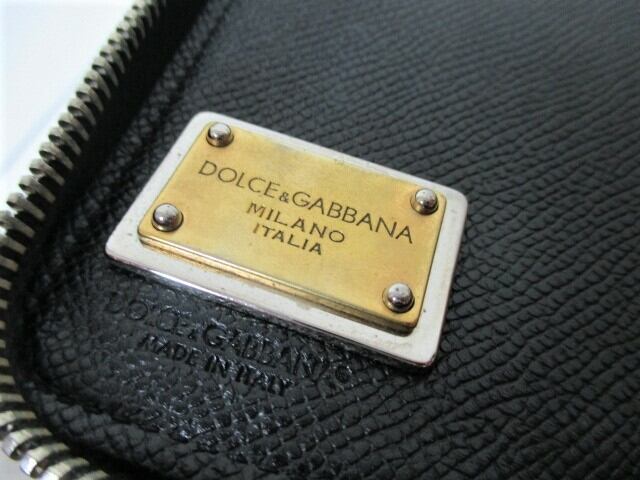 DOLCE&GABBANA
MILANO
ITALIA
DOLCE & GABBANA®
MADE IN ITALY